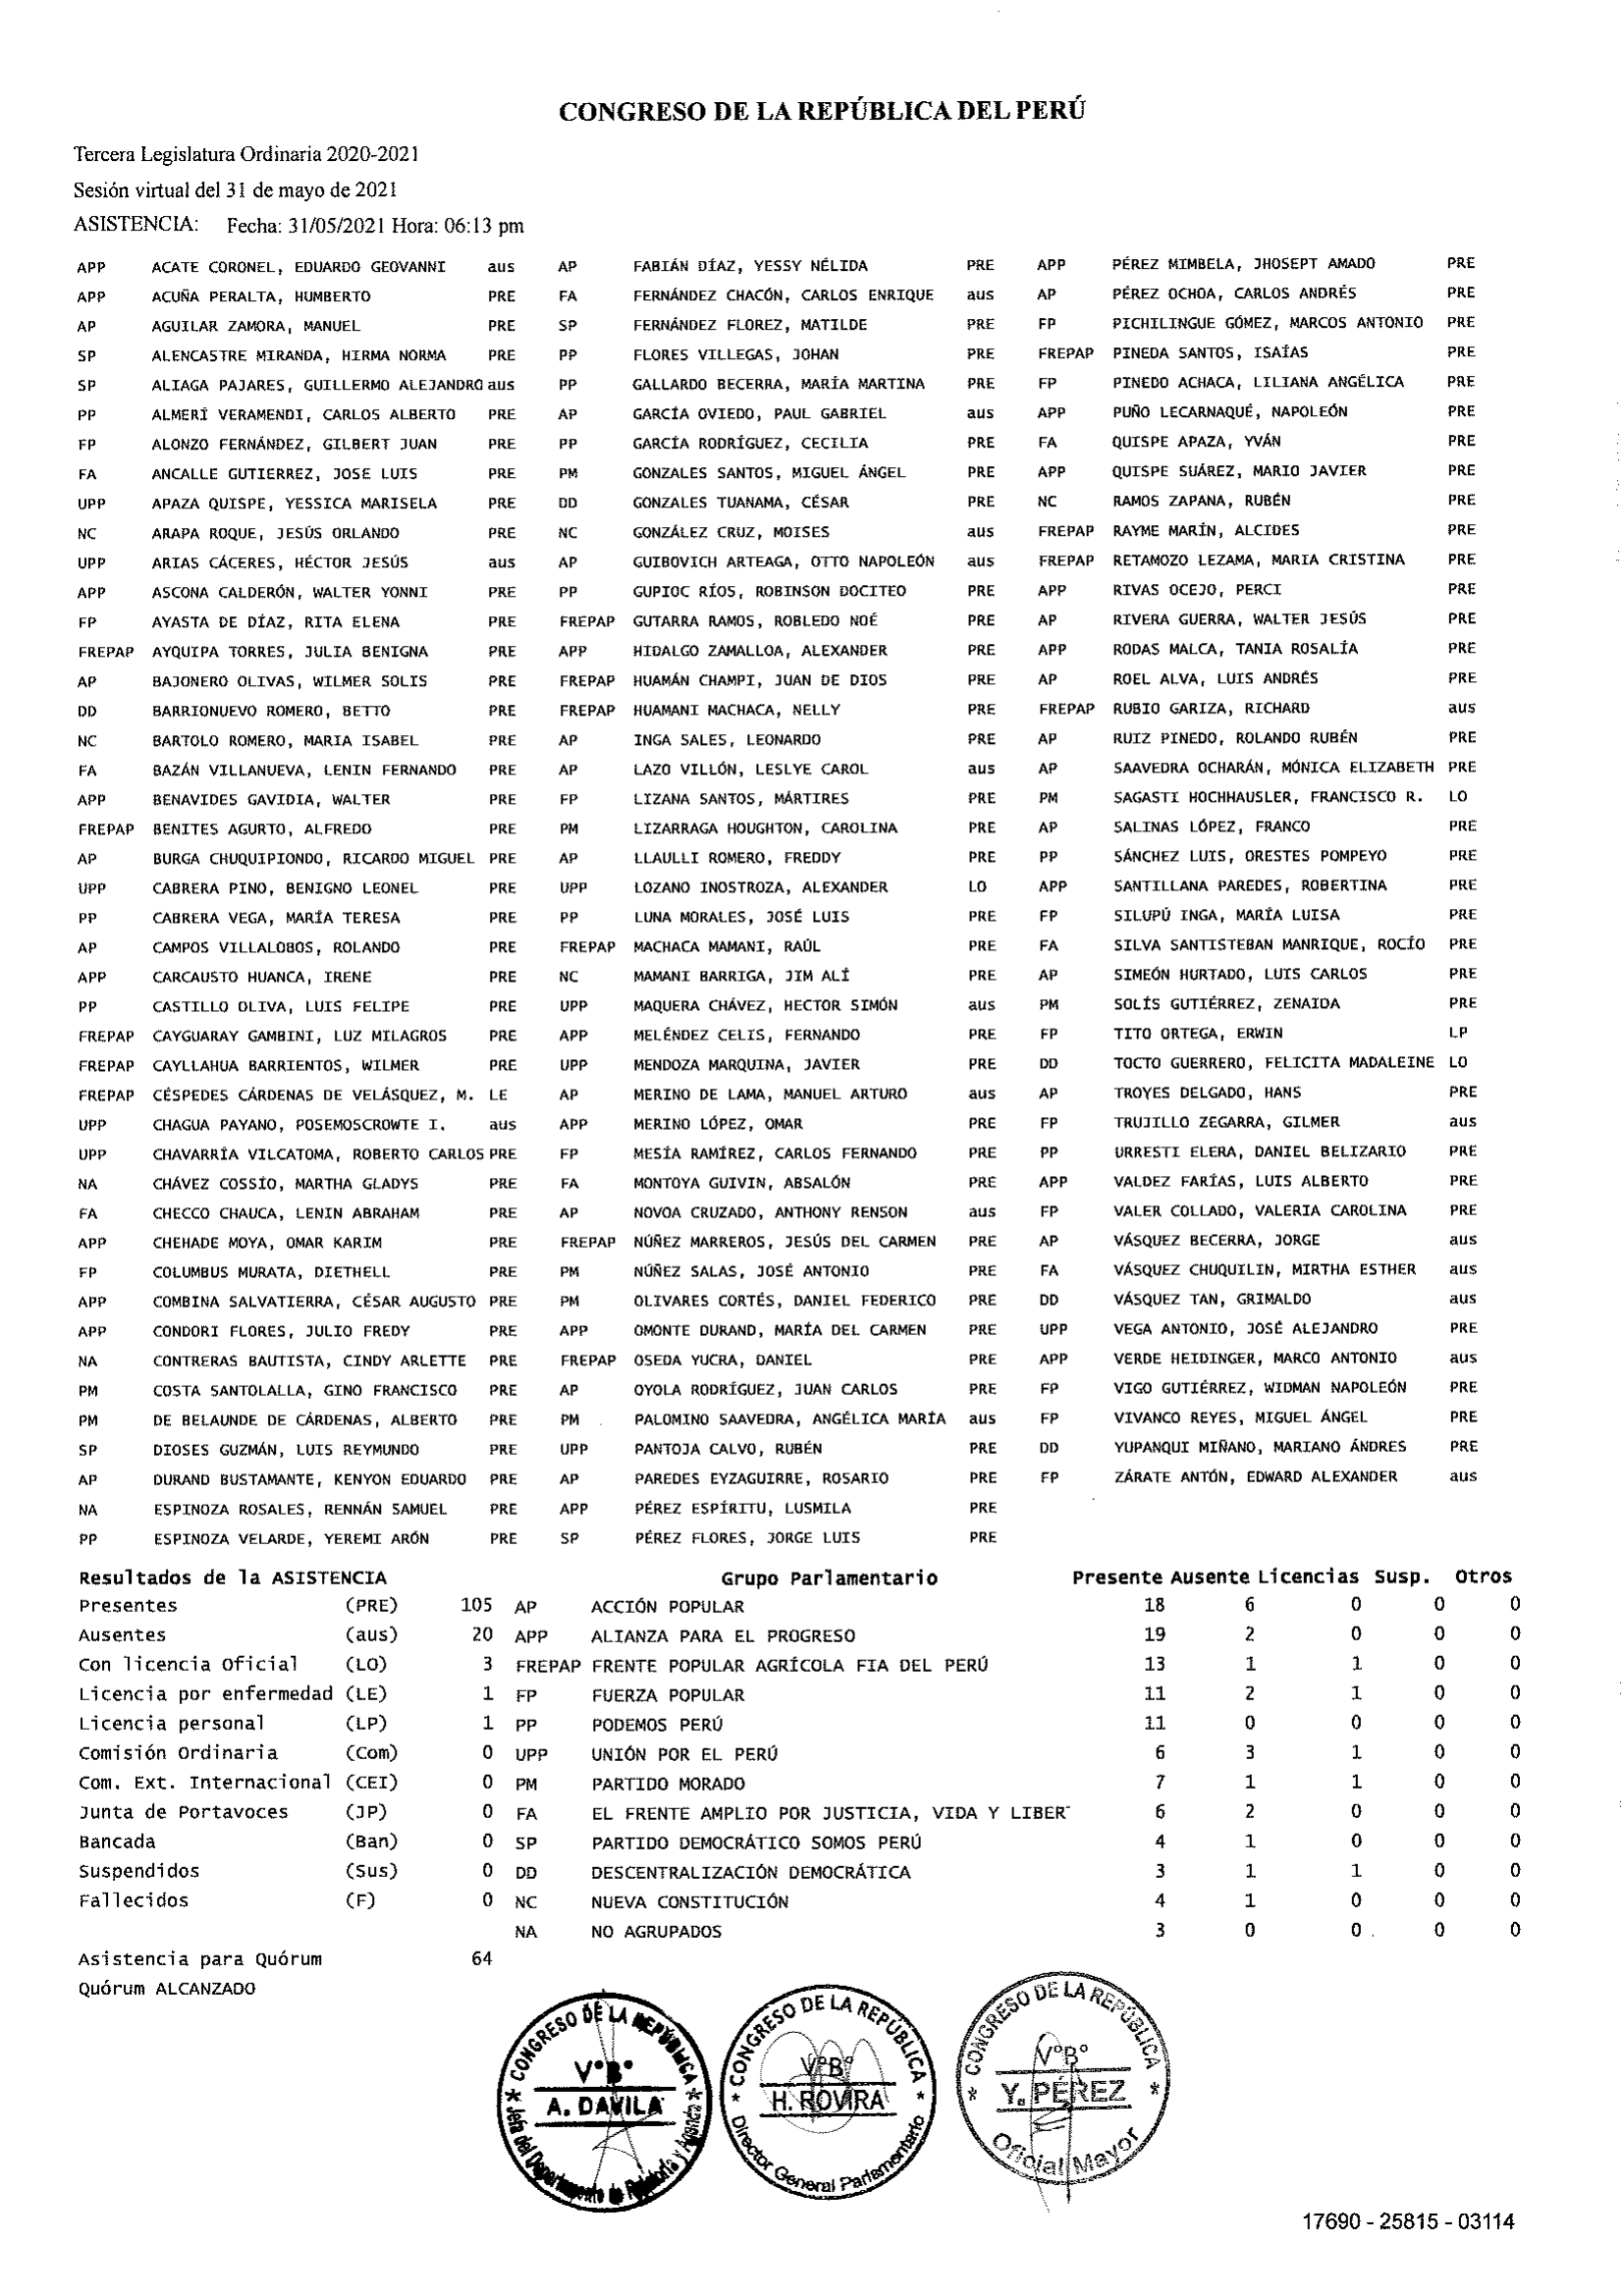 CONGRESO DE LA REPÚBLICA DEL PERÚ
Tercera Legislatura Ordinaria 2020-2021
Sesión virtual del 31 de mayo de 2021
ASISTENCIA: Fecha: 31/05/2021 Hora: 06:13 pm
APP ACATE CORONEL, EDUARDO GEOVANNI aus AP FABIÁN DÍAZ, YESSY NÉLIDA PRE APP PÉREZ MIMBELA, JHOSEPT AMADO PRE
APP ACUÑA PERALTA, HUMBERTO PRE FA FERNÁNDEZ CHACÓN, CARLOS ENRIQUE aus AP PÉREZ OCHOA, CARLOS ANDRÉS PRE
AP AGUILAR ZAMORA, MANUEL PRE SP FERNÁNDEZ FLOREZ, MATILDE PRE FP PICHILINGUE GÓMEZ, MARCOS ANTONIO PRE
SP ALENCASTRE MIRANDA, HIRMA NORMA PRE PP FLORES VILLEGAS, JOHAN PRE FREPAP PINEDA SANTOS, ISAÍAS PRE
SP ALIAGA PAJARES, GUILLERMO ALEJANDRO aus PP GALLARDO BECERRA, MARÍA MARTINA PRE FP PINEDO ACHACA, LILIANA ANGÉLICA PRE
PP ALMERÍ VERAMENDI, CARLOS ALBERTO PRE AP GARCÍA OVIEDO, PAUL GABRIEL aus APP PUÑO LECARNAQUÉ, NAPOLEÓN PRE
FP ALONZO FERNÁNDEZ, GILBERT JUAN PRE PP GARCÍA RODRÍGUEZ, CECILIA PRE FA QUISPE APAZA, YVÁN PRE
FA ANCALLE GUTIERREZ, JOSE LUIS PRE PM GONZALES SANTOS, MIGUEL ÁNGEL PRE APP QUISPE SUÁREZ, MARIO JAVIER PRE
UPP APAZA QUISPE, YESSICA MARISELA PRE DD GONZALES TUANAMA, CÉSAR PRE NC RAMOS ZAPANA, RUBÉN PRE
NC ARAPA ROQUE, JESÚS ORLANDO PRE NC GONZÁLEZ CRUZ, MOISES aus FREPAP RAYME MARÍN, ALCIDES PRE
UPP ARIAS CÁCERES, HÉCTOR JESÚS aus AP GUIBOVICH ARTEAGA, OTTO NAPOLEÓN aus FREPAP RETAMOZO LEZAMA, MARIA CRISTINA PRE
APP ASCONA CALDERÓN, WALTER YONNI PRE PP GUPIOC RÍOS, ROBINSON DOCITEO PRE APP RIVAS OCEJO, PERCI PRE
FP AYASTA DE DÍAZ, RITA ELENA PRE FREPAP GUTARRA RAMOS, ROBLEDO NOÉ PRE AP RIVERA GUERRA, WALTER JESÚS PRE
FREPAP AYQUIPA TORRES, JULIA BENIGNA PRE APP HIDALGO ZAMALLOA, ALEXANDER PRE APP RODAS MALCA, TANIA ROSALÍA PRE
AP BAJONERO OLIVAS, WILMER SOLIS PRE FREPAP HUAMÁN CHAMPI, JUAN DE DIOS PRE AP ROEL ALVA, LUIS ANDRÉS PRE
DD BARRIONUEVO ROMERO, BETTO PRE FREPAP HUAMANI MACHACA, NELLY PRE FREPAP RUBIO GARIZA, RICHARD aus
NC BARTOLO ROMERO, MARIA ISABEL PRE AP INGA SALES, LEONARDO PRE AP RUIZ PINEDO, ROLANDO RUBÉN PRE
FA BAZÁN VILLANUEVA, LENIN FERNANDO PRE AP LAZO VILLÓN, LESLYE CAROL aus AP SAAVEDRA OCHARÁN, MÓNICA ELIZABETH PRE
APP BENAVIDES GAVIDIA, WALTER PRE FP LIZANA SANTOS, MÁRTIRES PRE PM SAGASTI HOCHHAUSLER, FRANCISCO R. LO
FREPAP BENITES AGURTO, ALFREDO PRE PM LIZARRAGA HOUGHTON, CAROLINA PRE AP SALINAS LÓPEZ, FRANCO PRE
AP BURGA CHUQUIPIONDO, RICARDO MIGUEL PRE AP LLAULLI ROMERO, FREDDY PRE PP SÁNCHEZ LUIS, ORESTES POMPEYO PRE
UPP CABRERA PINO, BENIGNO LEONEL PRE UPP LOZANO INOSTROZA, ALEXANDER LO APP SANTILLANA PAREDES, ROBERTINA PRE
PP CABRERA VEGA, MARÍA TERESA PRE PP LUNA MORALES, JOSÉ LUIS PRE FP SILUPÚ INGA, MARÍA LUISA PRE
AP CAMPOS VILLALOBOS, ROLANDO PRE FREPAP MACHACA MAMANI, RAÚL PRE FA SILVA SANTISTEBAN MANRIQUE, ROCÍO PRE
APP CARCAUSTO HUANCA, IRENE PRE NC MAMANI BARRIGA, JIM ALÍ PRE AP SIMEÓN HURTADO, LUIS CARLOS PRE
PP CASTILLO OLIVA, LUIS FELIPE PRE UPP MAQUERA CHÁVEZ, HECTOR SIMÓN aus PM SOLÍS GUTIÉRREZ, ZENAIDA PRE
FREPAP CAYGUARAY GAMBINI, LUZ MILAGROS PRE APP MELÉNDEZ CELIS, FERNANDO PRE FP TITO ORTEGA, ERWIN LP
FREPAP CAYLLAHUA BARRIENTOS, WILMER PRE UPP MENDOZA MARQUINA, JAVIER PRE DD TOCTO GUERRERO, FELICITA MADALEINE LO
FREPAP CÉSPEDES CÁRDENAS DE VELÁSQUEZ, M. LE AP MERINO DE LAMA, MANUEL ARTURO aus AP TROYES DELGADO, HANS PRE
UPP CHAGUA PAYANO, POSEMOSCROWTE I. aus APP MERINO LÓPEZ, OMAR PRE FP TRUJILLO ZEGARRA, GILMER aus
UPP CHAVARRÍA VILCATOMA, ROBERTO CARLOS PRE FP MESÍA RAMÍREZ, CARLOS FERNANDO PRE PP URRESTI ELERA, DANIEL BELIZARIO PRE
NA CHÁVEZ COSSÍO, MARTHA GLADYS PRE FA MONTOYA GUIVIN, ABSALÓN PRE APP VALDEZ FARÍAS, LUIS ALBERTO PRE
FA CHECCO CHAUCA, LENIN ABRAHAM PRE AP NOVOA CRUZADO, ANTHONY RENSON aus FP VALER COLLADO, VALERIA CAROLINA PRE
APP CHEHADE MOYA, OMAR KARIM PRE FREPAP NÚÑEZ MARREROS, JESÚS DEL CARMEN PRE AP VÁSQUEZ BECERRA, JORGE aus
FP COLUMBUS MURATA, DIETHELL PRE PM NÚÑEZ SALAS, JOSÉ ANTONIO PRE FA VÁSQUEZ CHUQUILIN, MIRTHA ESTHER aus
APP COMBINA SALVATIERRA, CÉSAR AUGUSTO PRE PM OLIVARES CORTÉS, DANIEL FEDERICO PRE DD VÁSQUEZ TAN, GRIMALDO aus
APP CONDORI FLORES, JULIO FREDY PRE APP OMONTE DURAND, MARÍA DEL CARMEN PRE UPP VEGA ANTONIO, JOSÉ ALEJANDRO PRE
NA CONTRERAS BAUTISTA, CINDY ARLETTE PRE FREPAP OSEDA YUCRA, DANIEL PRE APP VERDE HEIDINGER, MARCO ANTONIO aus
PM COSTA SANTOLALLA, GINO FRANCISCO PRE AP OYOLA RODRÍGUEZ, JUAN CARLOS PRE FP VIGO GUTIÉRREZ, WIDMAN NAPOLEÓN PRE
PM DE BELAUNDE DE CÁRDENAS, ALBERTO PRE PM PALOMINO SAAVEDRA, ANGÉLICA MARÍA aus FP VIVANCO REYES, MIGUEL ÁNGEL PRE
SP DIOSES GUZMÁN, LUIS REYMUNDO PRE UPP PANTOJA CALVO, RUBÉN PRE DD YUPANQUI MIÑANO, MARIANO ÁNDRES PRE
AP DURAND BUSTAMANTE, KENYON EDUARDO PRE AP PAREDES EYZAGUIRRE, ROSARIO PRE FP ZÁRATE ANTÓN, EDWARD ALEXANDER aus
NA ESPINOZA ROSALES, RENNÁN SAMUEL PRE APP PÉREZ ESPÍRITU, LUSMILA PRE
PP ESPINOZA VELARDE, YEREMI ARÓN PRE SP PÉREZ FLORES, JORGE LUIS PRE
Resultados de la ASISTENCIA Grupo Parlamentario Presente Ausente Licencias Susp. Otros
Presentes (PRE) 105 AP ACCIÓN POPULAR 18 6 0 0 0
Ausentes (aus) 20 APP ALIANZA PARA EL PROGRESO 19 2 0 0 0
Con licencia Oficial (LO) 3 FREPAP FRENTE POPULAR AGRÍCOLA FIA DEL PERÚ 13 1 1 0 0
Licencia por enfermedad (LE) 1 FP FUERZA POPULAR 11 2 1 0 0
Licencia personal (LP) 1 PP PODEMOS PERÚ 11 0 0 0 0
Comisión Ordinaria (Com) 0 UPP UNIÓN POR EL PERÚ 6 3 1 0 0
Com. Ext. Internacional (CEI) 0 PM PARTIDO MORADO 7 1 1 0 0
Junta de Portavoces (JP) 0 FA EL FRENTE AMPLIO POR JUSTICIA, VIDA Y LIBER 6 2 0 0 0
Bancada (Ban) 0 SP PARTIDO DEMOCRÁTICO SOMOS PERÚ 4 1 0 0 0
Suspendidos (Sus) 0 DD DESCENTRALIZACIÓN DEMOCRÁTICA 3 1 1 0 0
Fallecidos (F) 0 NC NUEVA CONSTITUCIÓN 4 1 0 0 0
NA NO AGRUPADOS 3 0 0 0 0
Asistencia para Quórum 64
Quórum ALCANZADO
CONGRESO DE LA REPÚBLICA
V°B°
A. DAVILA
Jefa del Departamento de Relatoría y Agenda
CONGRESO DE LA REPÚBLICA
V°B°
H. ROVIRA
Director General Parlamentario
CONGRESO DE LA REPÚBLICA
V°B°
Y. PÉREZ
Oficial Mayor
17690 - 25815 - 03114